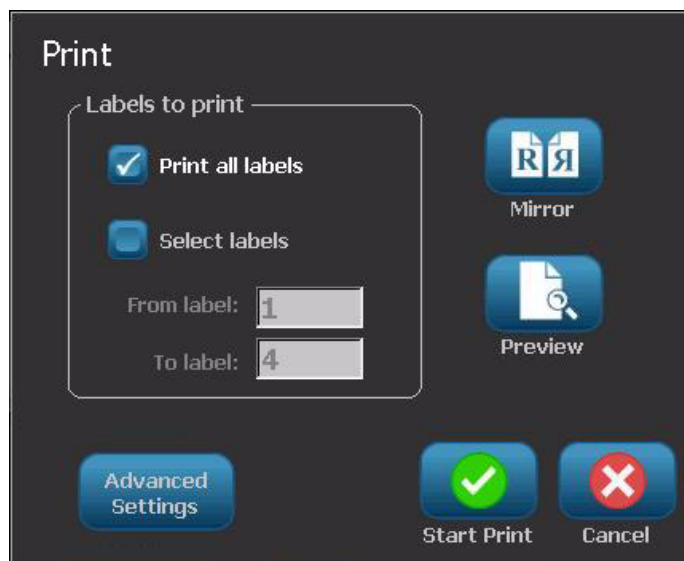 Print
Labels to print
Print all labels
Select labels
From label: 1
To label: 4
R Я
Mirror
Preview
Advanced
Settings
Start Print
Cancel